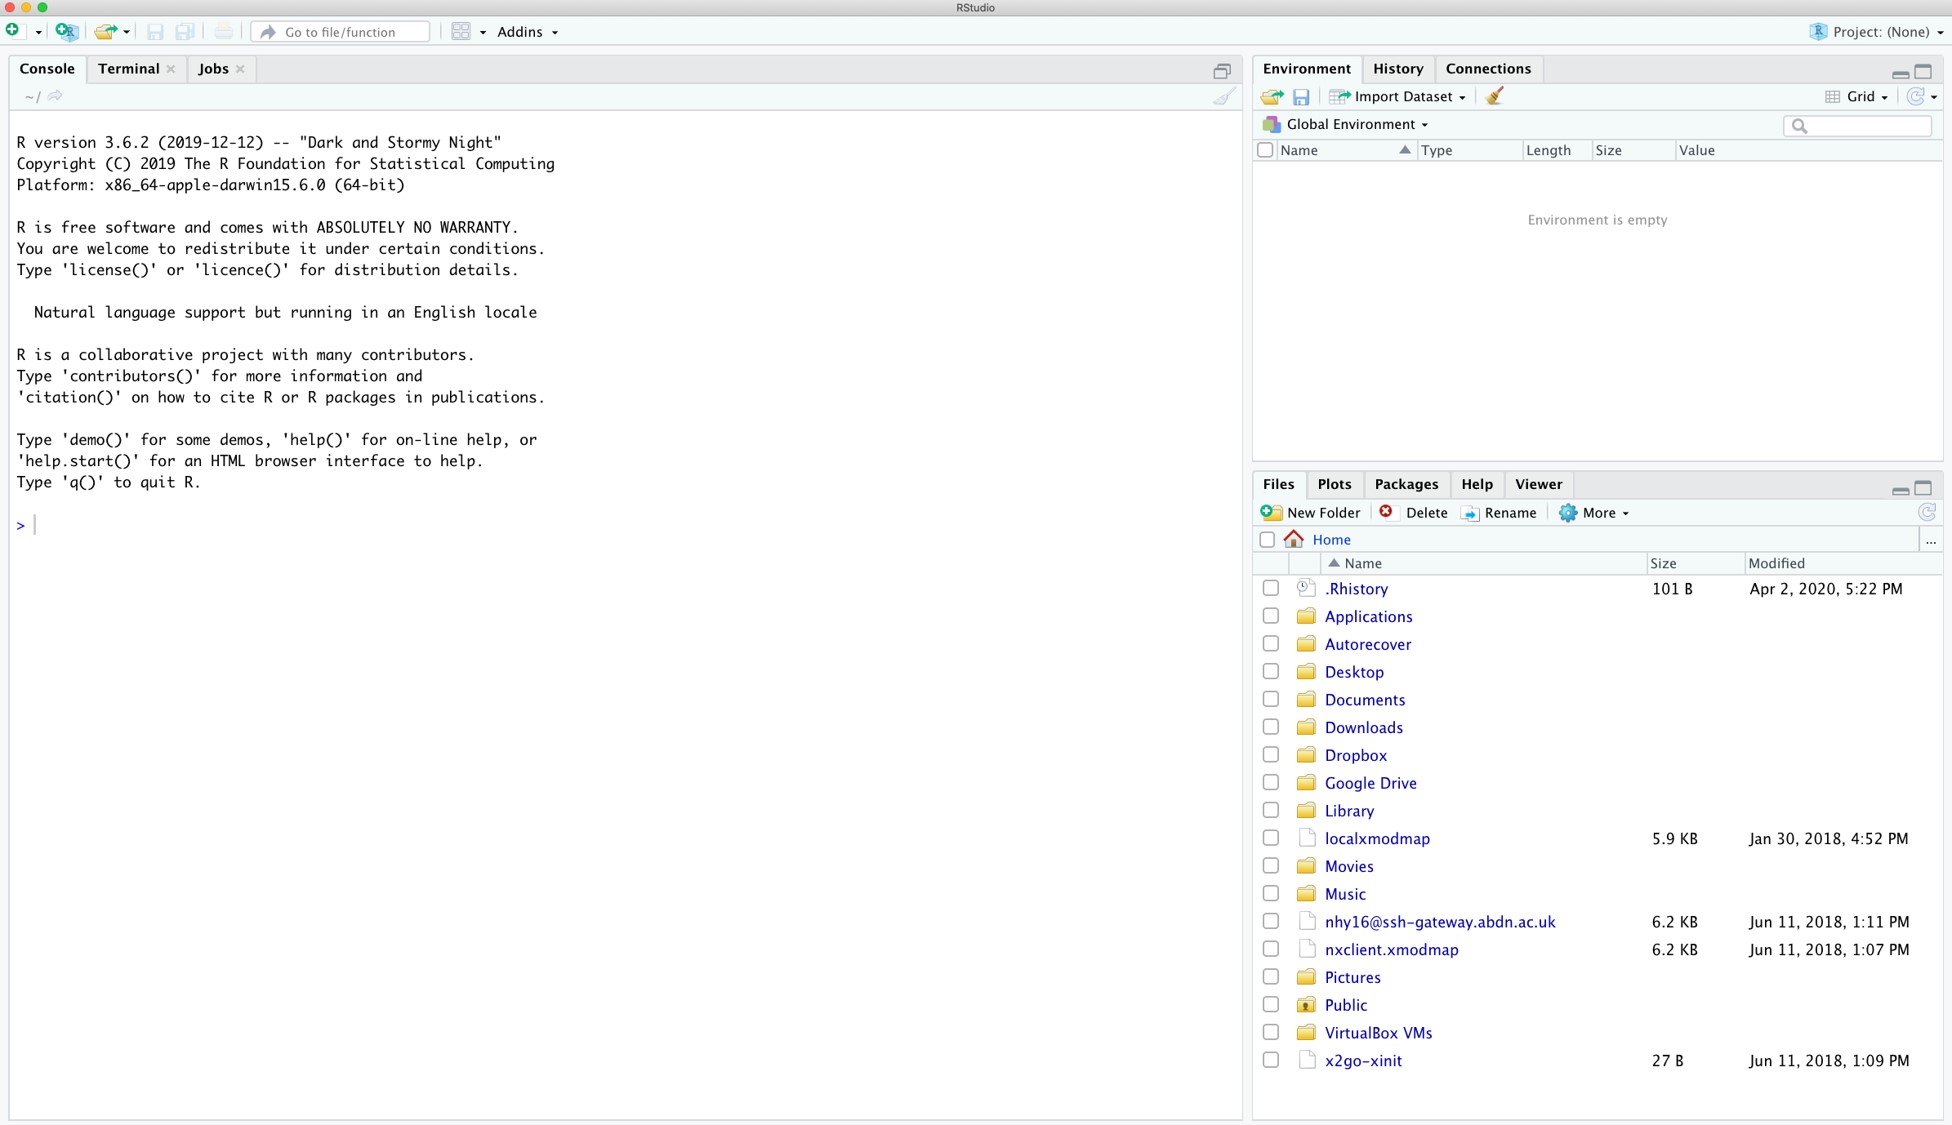 RStudio
Go to file/function
Addins
Project: (None)
Console
Terminal
Jobs
~/
R version 3.6.2 (2019-12-12) -- "Dark and Stormy Night"
Copyright (C) 2019 The R Foundation for Statistical Computing
Platform: x86_64-apple-darwin15.6.0 (64-bit)
R is free software and comes with ABSOLUTELY NO WARRANTY.
You are welcome to redistribute it under certain conditions.
Type 'license()' or 'licence()' for distribution details.
Natural language support but running in an English locale
R is a collaborative project with many contributors.
Type 'contributors()' for more information and
'citation()' on how to cite R or R packages in publications.
Type 'demo()' for some demos, 'help()' for on-line help, or
'help.start()' for an HTML browser interface to help.
Type 'q()' to quit R.
>
Environment History Connections
Import Dataset Grid
Global Environment
Name Type Length Size Value
Environment is empty
Files Plots Packages Help Viewer
New Folder Delete Rename More
Home ...
Name Size Modified
.Rhistory 101 B Apr 2, 2020, 5:22 PM
Applications
Autorecover
Desktop
Documents
Downloads
Dropbox
Google Drive
Library
localxmodmap 5.9 KB Jan 30, 2018, 4:52 PM
Movies
Music
nhy16@ssh-gateway.abdn.ac.uk 6.2 KB Jun 11, 2018, 1:11 PM
nxclient.xmodmap 6.2 KB Jun 11, 2018, 1:07 PM
Pictures
Public
VirtualBox VMs
x2go-xinit 27 B Jun 11, 2018, 1:09 PM